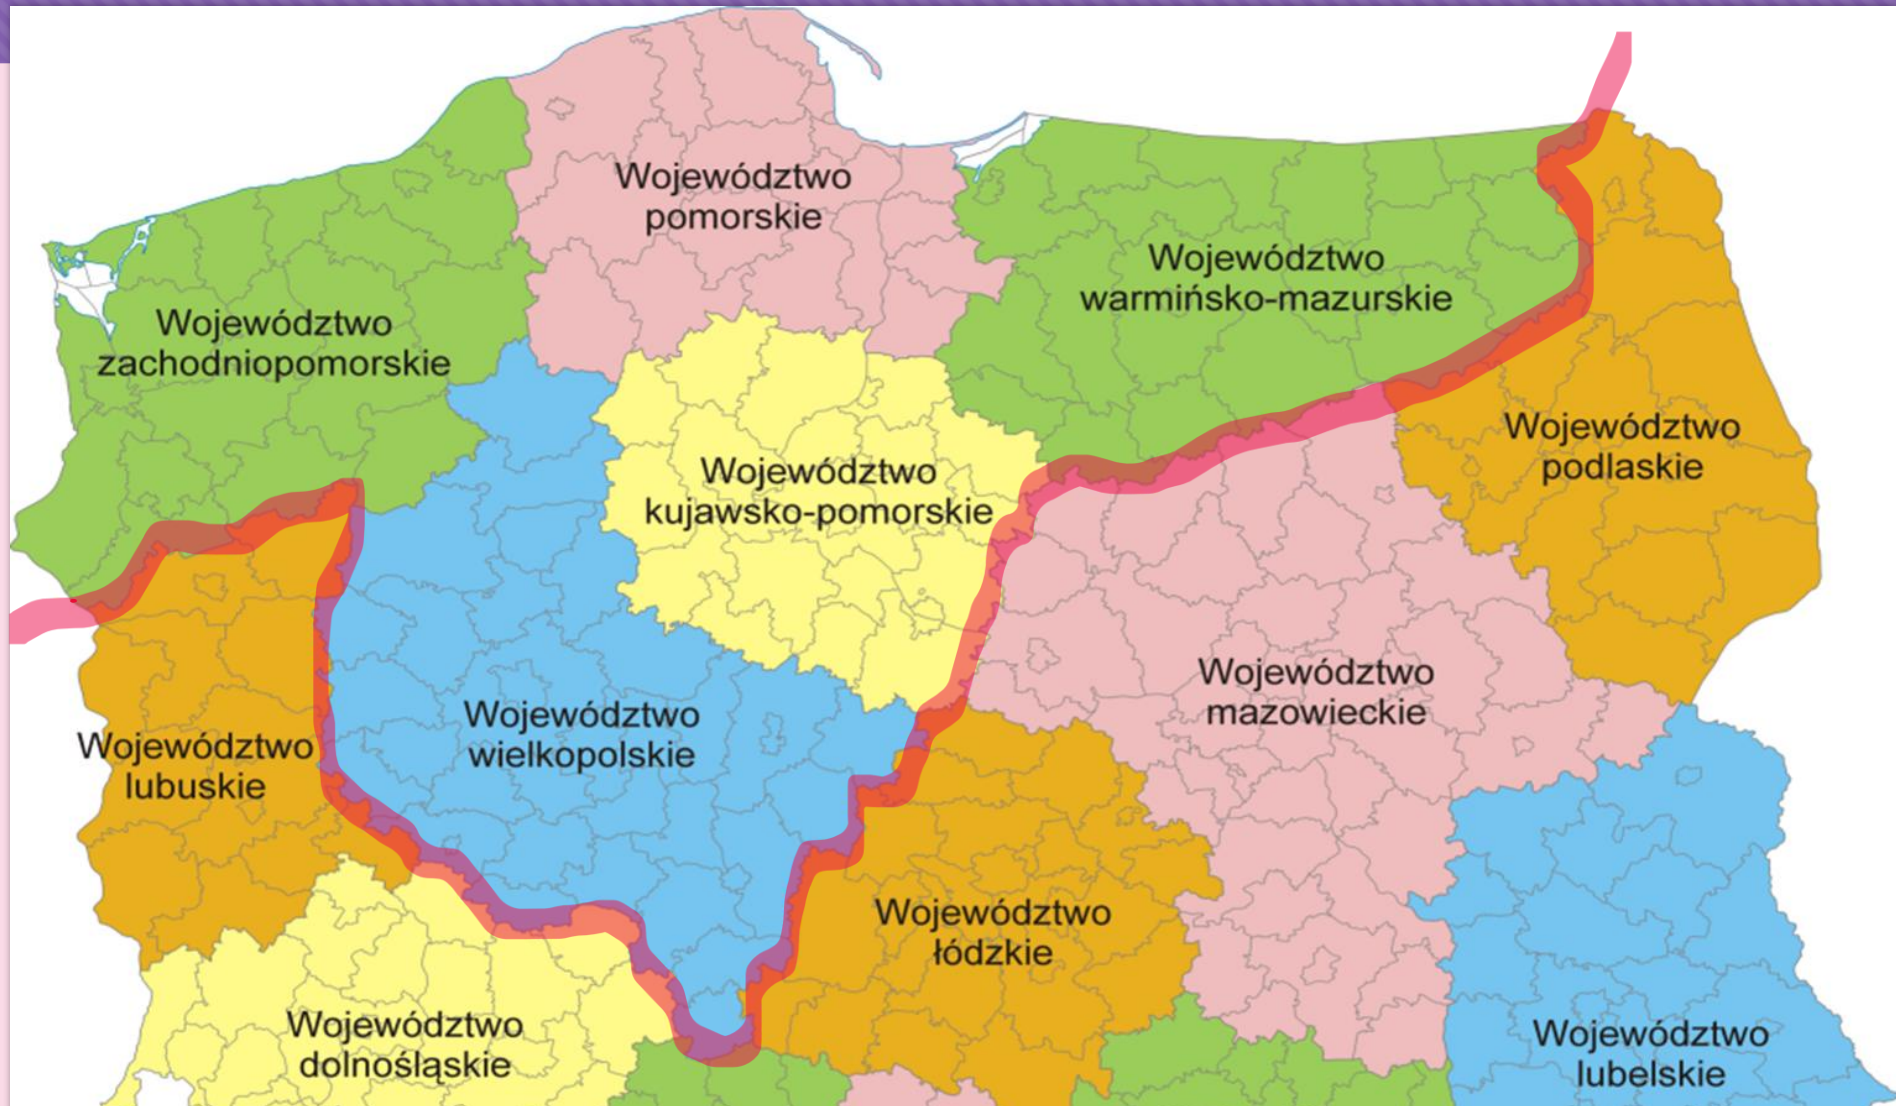 Województwo
pomorskie
Województwo
warmińsko-mazurskie
Województwo
zachodniopomorskie
Województwo
podlaskie
Województwo
kujawsko-pomorskie
Województwo
mazowieckie
Województwo
wielkopolskie
Województwo
lubuskie
Województwo
łódzkie
Województwo
dolnośląskie
Województwo
lubelskie